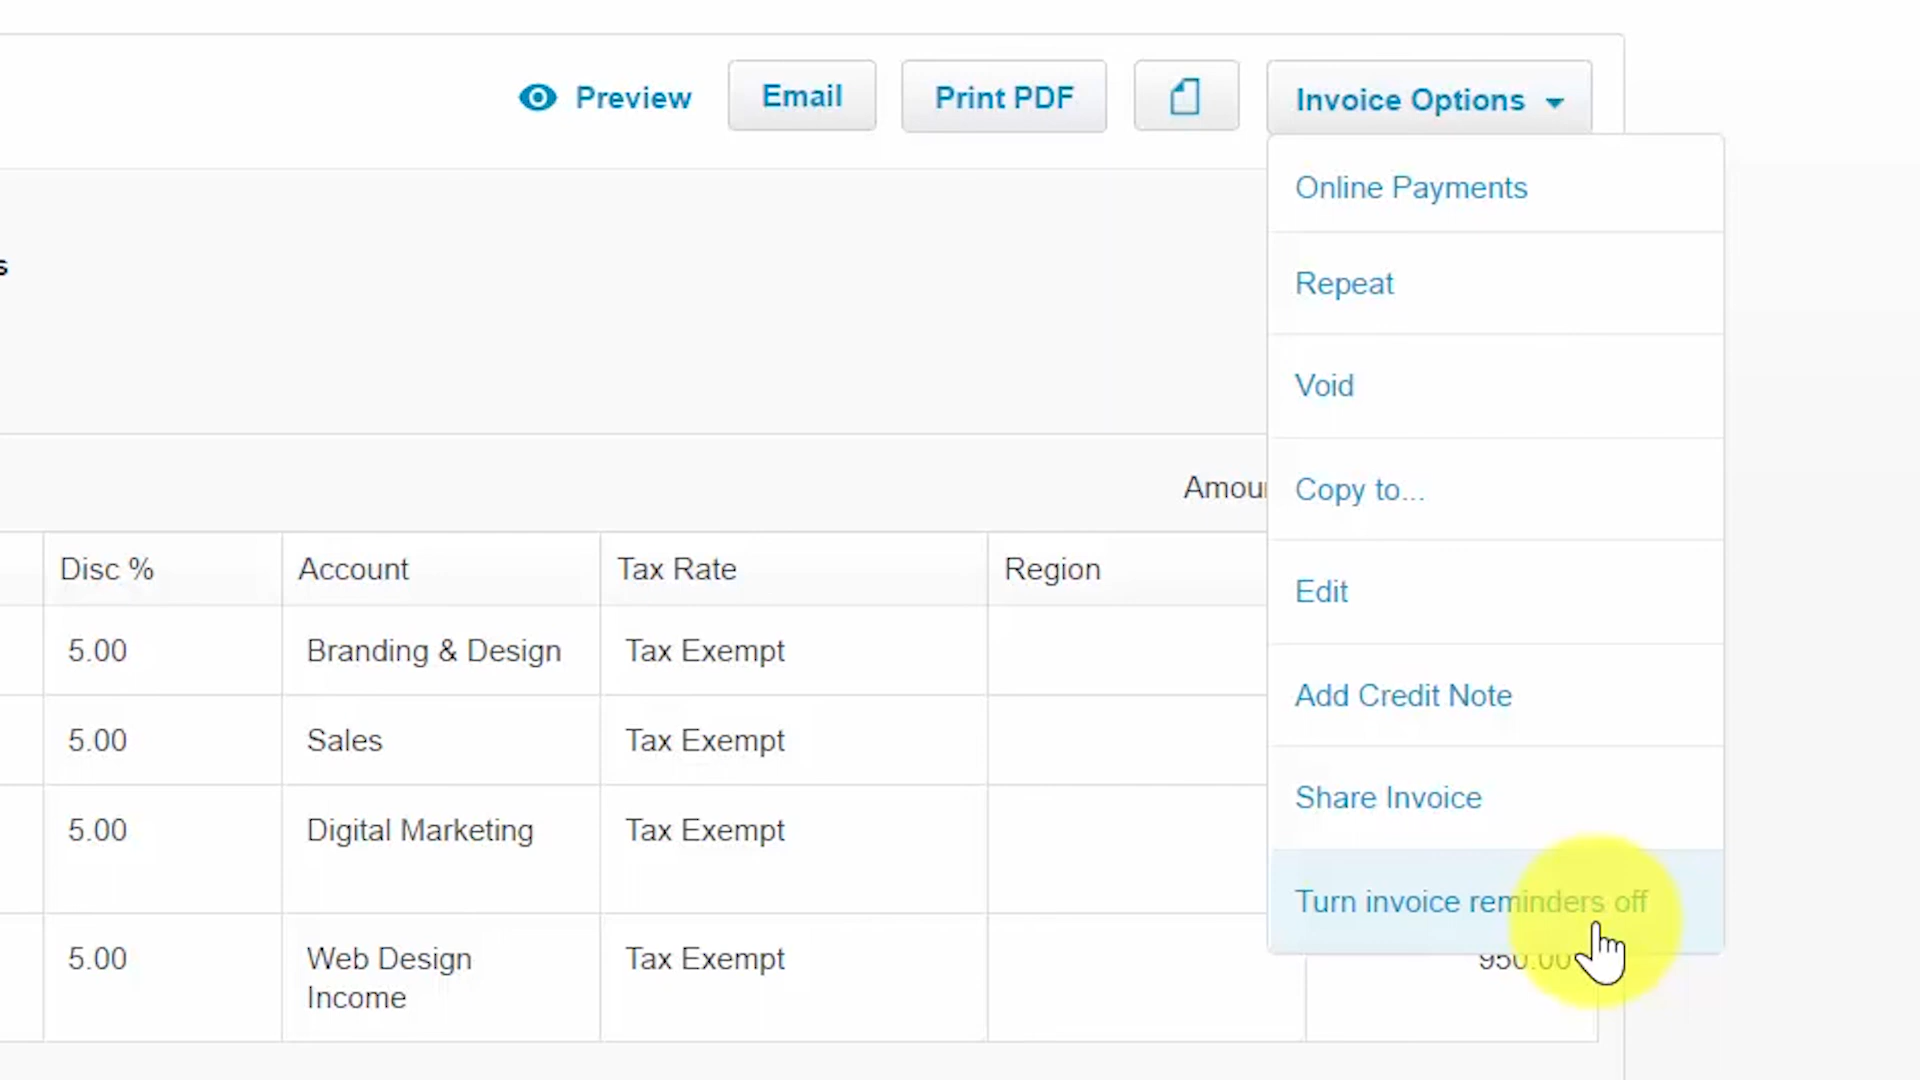 Preview Email Print PDF Invoice Options
Online Payments
s
Repeat
Void
Amou
Copy to...
Disc % Account Tax Rate Region
Edit
5.00 Branding & Design Tax Exempt
Add Credit Note
5.00 Sales Tax Exempt
Share Invoice
5.00 Digital Marketing Tax Exempt
Turn invoice reminders off
5.00 Web Design Tax Exempt 950.00
Income